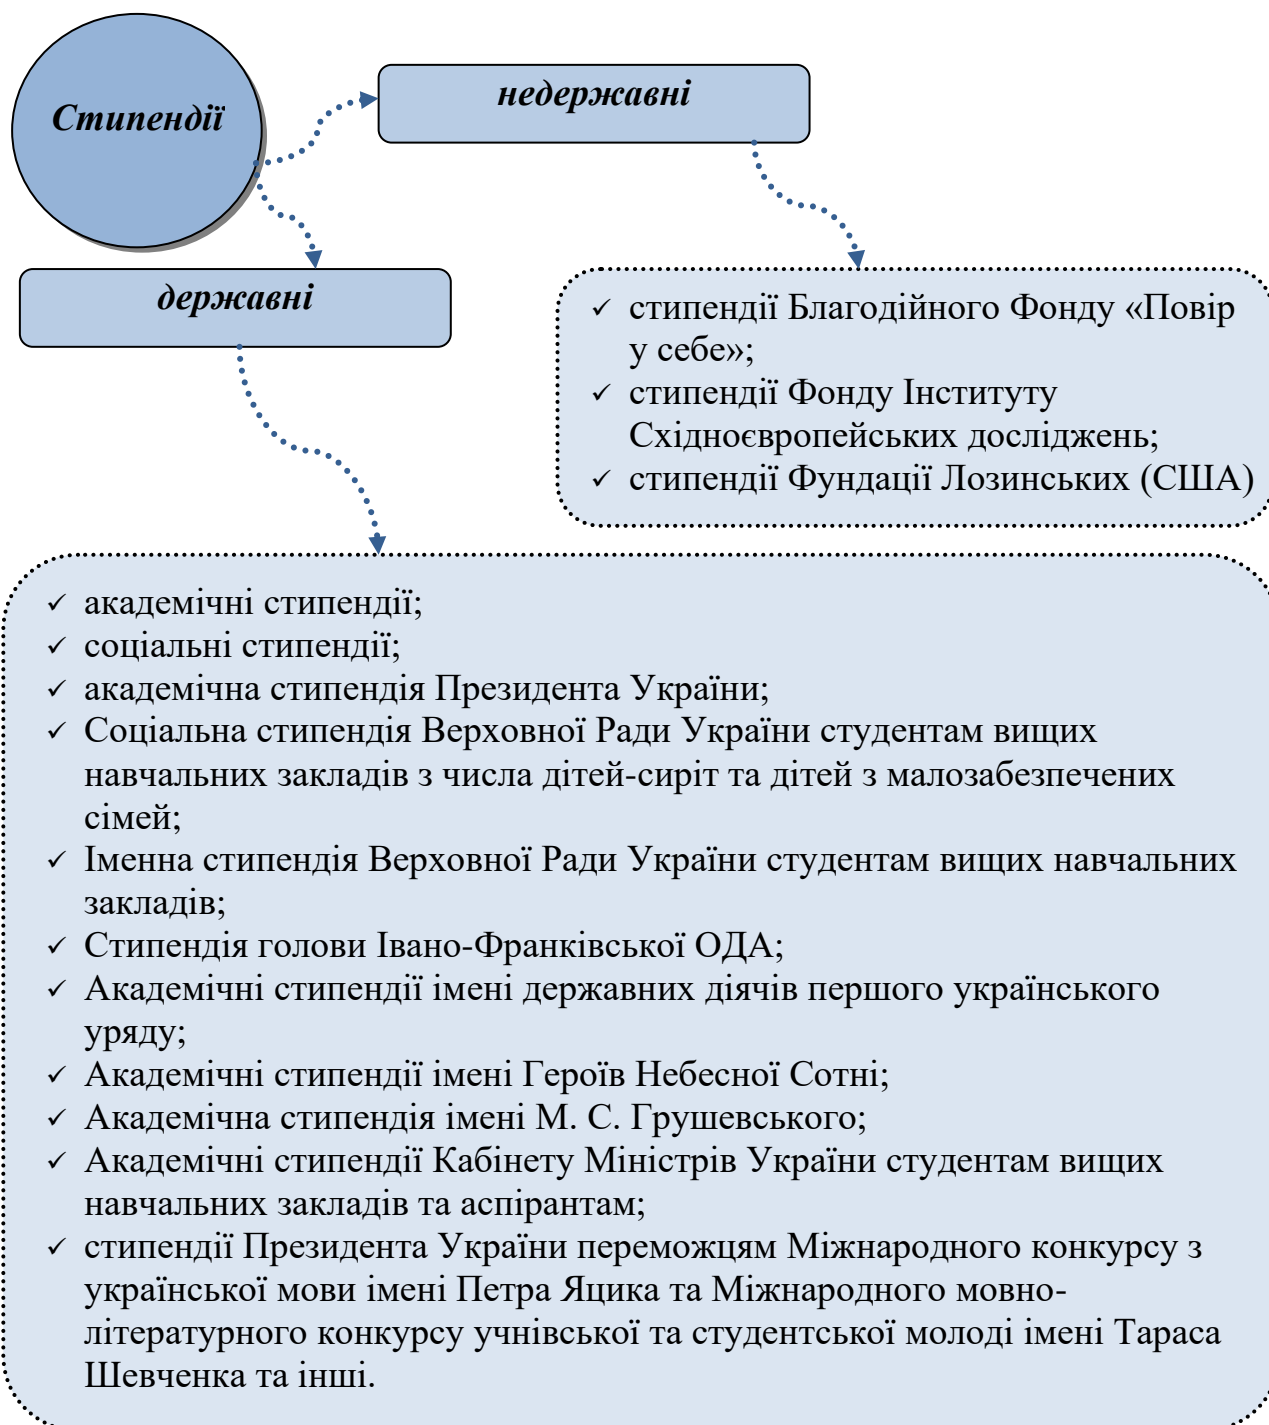 Стипендії
недержавні
державні
✓ стипендії Благодійного Фонду «Повір
у себе»;
✓ стипендії Фонду Інституту
Східноєвропейських досліджень;
✓ стипендії Фундації Лозинських (США)
✓ академічні стипендії;
✓ соціальні стипендії;
✓ академічна стипендія Президента України;
✓ Соціальна стипендія Верховної Ради України студентам вищих
навчальних закладів з числа дітей-сиріт та дітей з малозабезпечених
сімей;
✓ Іменна стипендія Верховної Ради України студентам вищих навчальних
закладів;
✓ Стипендія голови Івано-Франківської ОДА;
✓ Академічні стипендії імені державних діячів першого українського
уряду;
✓ Академічні стипендії імені Героїв Небесної Сотні;
✓ Академічна стипендія імені М. С. Грушевського;
✓ Академічні стипендії Кабінету Міністрів України студентам вищих
навчальних закладів та аспірантам;
✓ стипендії Президента України переможцям Міжнародного конкурсу з
української мови імені Петра Яцика та Міжнародного мовно-
літературного конкурсу учнівської та студентської молоді імені Тараса
Шевченка та інші.